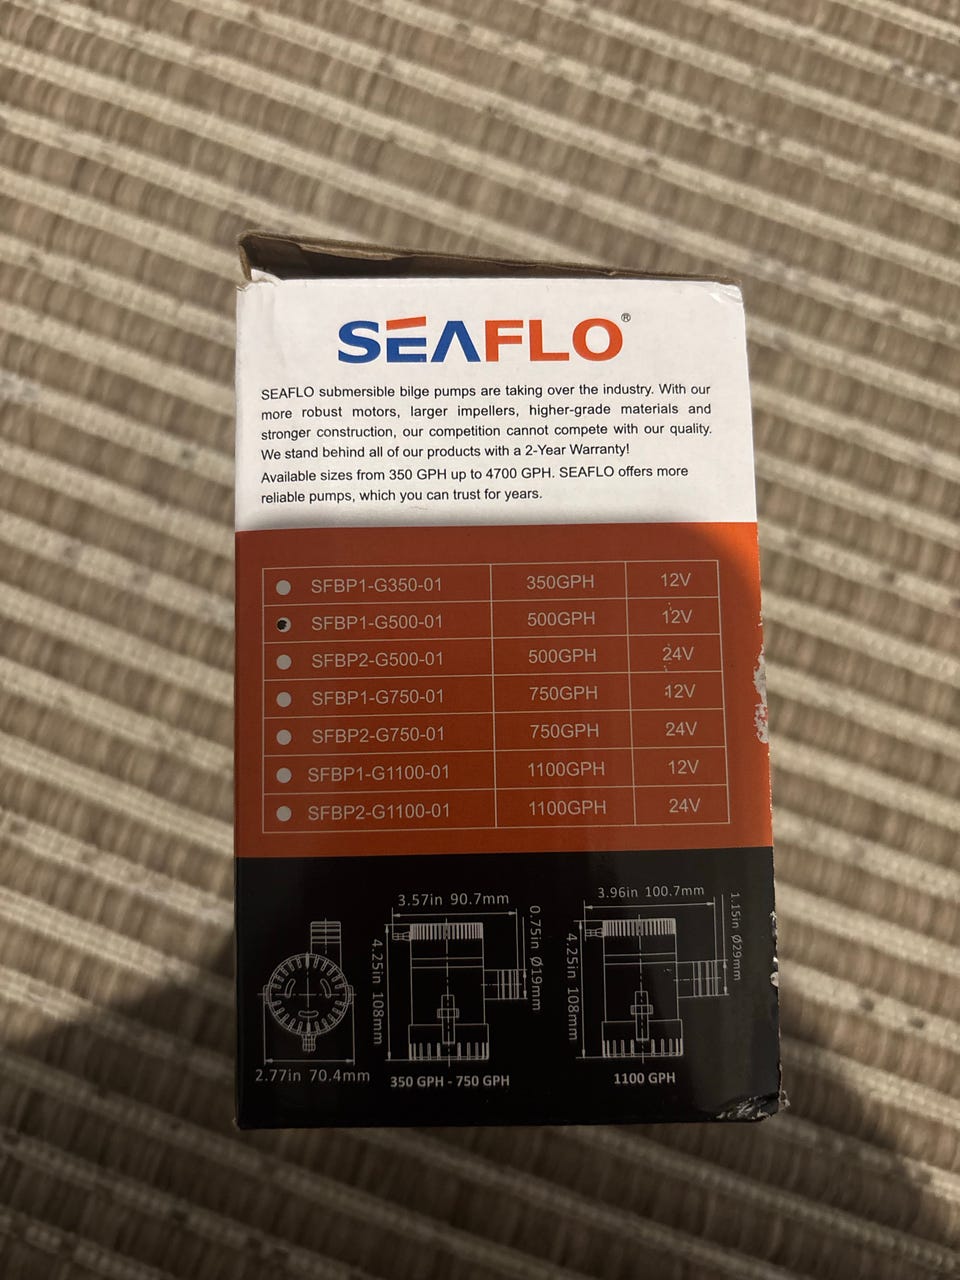 SEAFLO®
SEAFLO submersible bilge pumps are taking over the industry. With our
more robust motors, larger impellers, higher-grade materials and
stronger construction, our competition cannot compete with our quality.
We stand behind all of our products with a 2-Year Warranty!
Available sizes from 350 GPH up to 4700 GPH. SEAFLO offers more
reliable pumps, which you can trust for years.
SFBP1-G350-01 350GPH 12V
SFBP1-G500-01 500GPH 12V
SFBP2-G500-01 500GPH 24V
SFBP1-G750-01 750GPH 12V
SFBP2-G750-01 750GPH 24V
SFBP1-G1100-01 1100GPH 12V
SFBP2-G1100-01 1100GPH 24V
2.77in 70.4mm
3.57in 90.7mm
4.25in 108mm
0.75in Ø19mm
350 GPH - 750 GPH
3.96in 100.7mm
4.25in 108mm
1.15in Ø29mm
1100 GPH